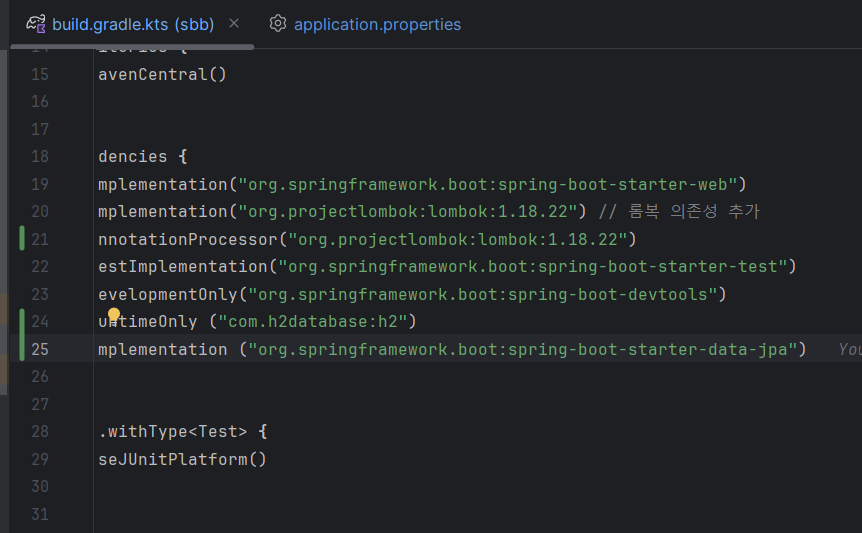 build.gradle.kts (sbb) × application.properties
15 avenCentral()
16
17
18 dencies {
19 mplementation("org.springframework.boot:spring-boot-starter-web")
20 mplementation("org.projectlombok:lombok:1.18.22") // 롬복 의존성 추가
21 nnotationProcessor("org.projectlombok:lombok:1.18.22")
22 estImplementation("org.springframework.boot:spring-boot-starter-test")
23 evelopmentOnly("org.springframework.boot:spring-boot-devtools")
24 untimeOnly ("com.h2database:h2")
25 mplementation ("org.springframework.boot:spring-boot-starter-data-jpa") You
26
27
28 .withType<Test> {
29 seJUnitPlatform()
30
31